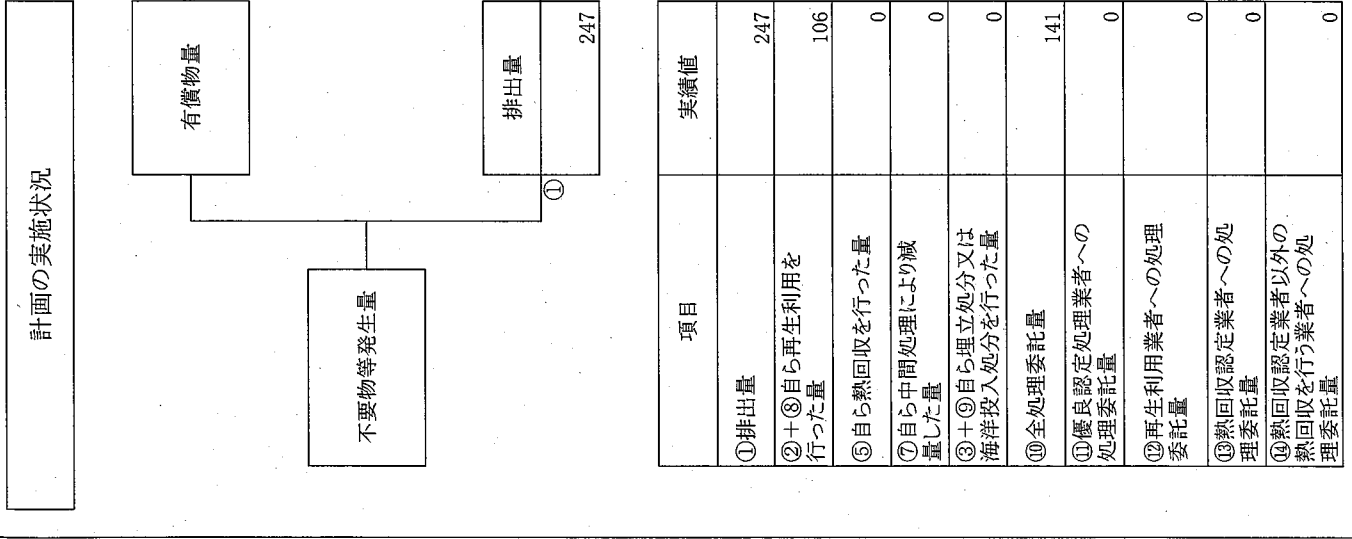 計画の実施状況
有償物量
不要物等発生量
排出量
①
247
項目
実績値
①排出量
247
②+⑧自ら再生利用を
行った量
106
⑤自ら熱回収を行った量
0
⑦自ら中間処理により減
量した量
0
③+⑨自ら埋立処分又は
海洋投入処分を行った量
0
⑩全処理委託量
141
⑪優良認定処理業者への
処理委託量
0
⑫再生利用業者への処理
委託量
0
⑬熱回収認定業者への処
理委託量
0
⑭熱回収認定業者以外の
熱回収を行う業者への処
理委託量
0